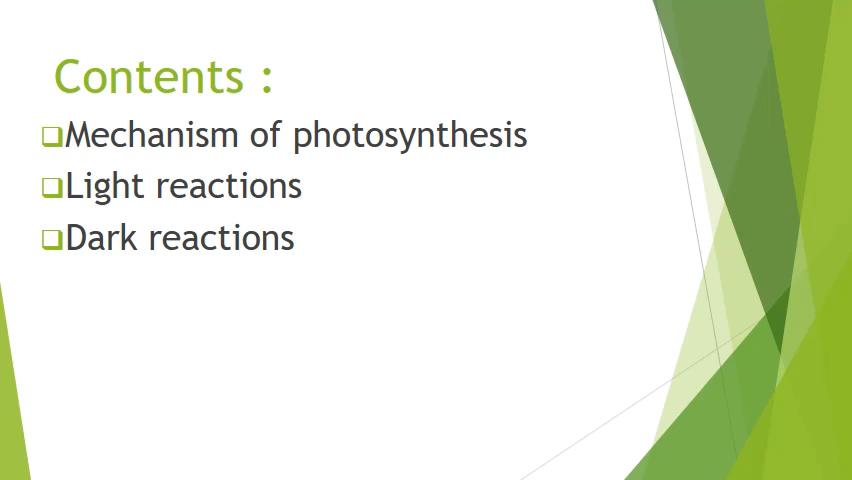 Contents :
❑Mechanism of photosynthesis
❑Light reactions
❑Dark reactions